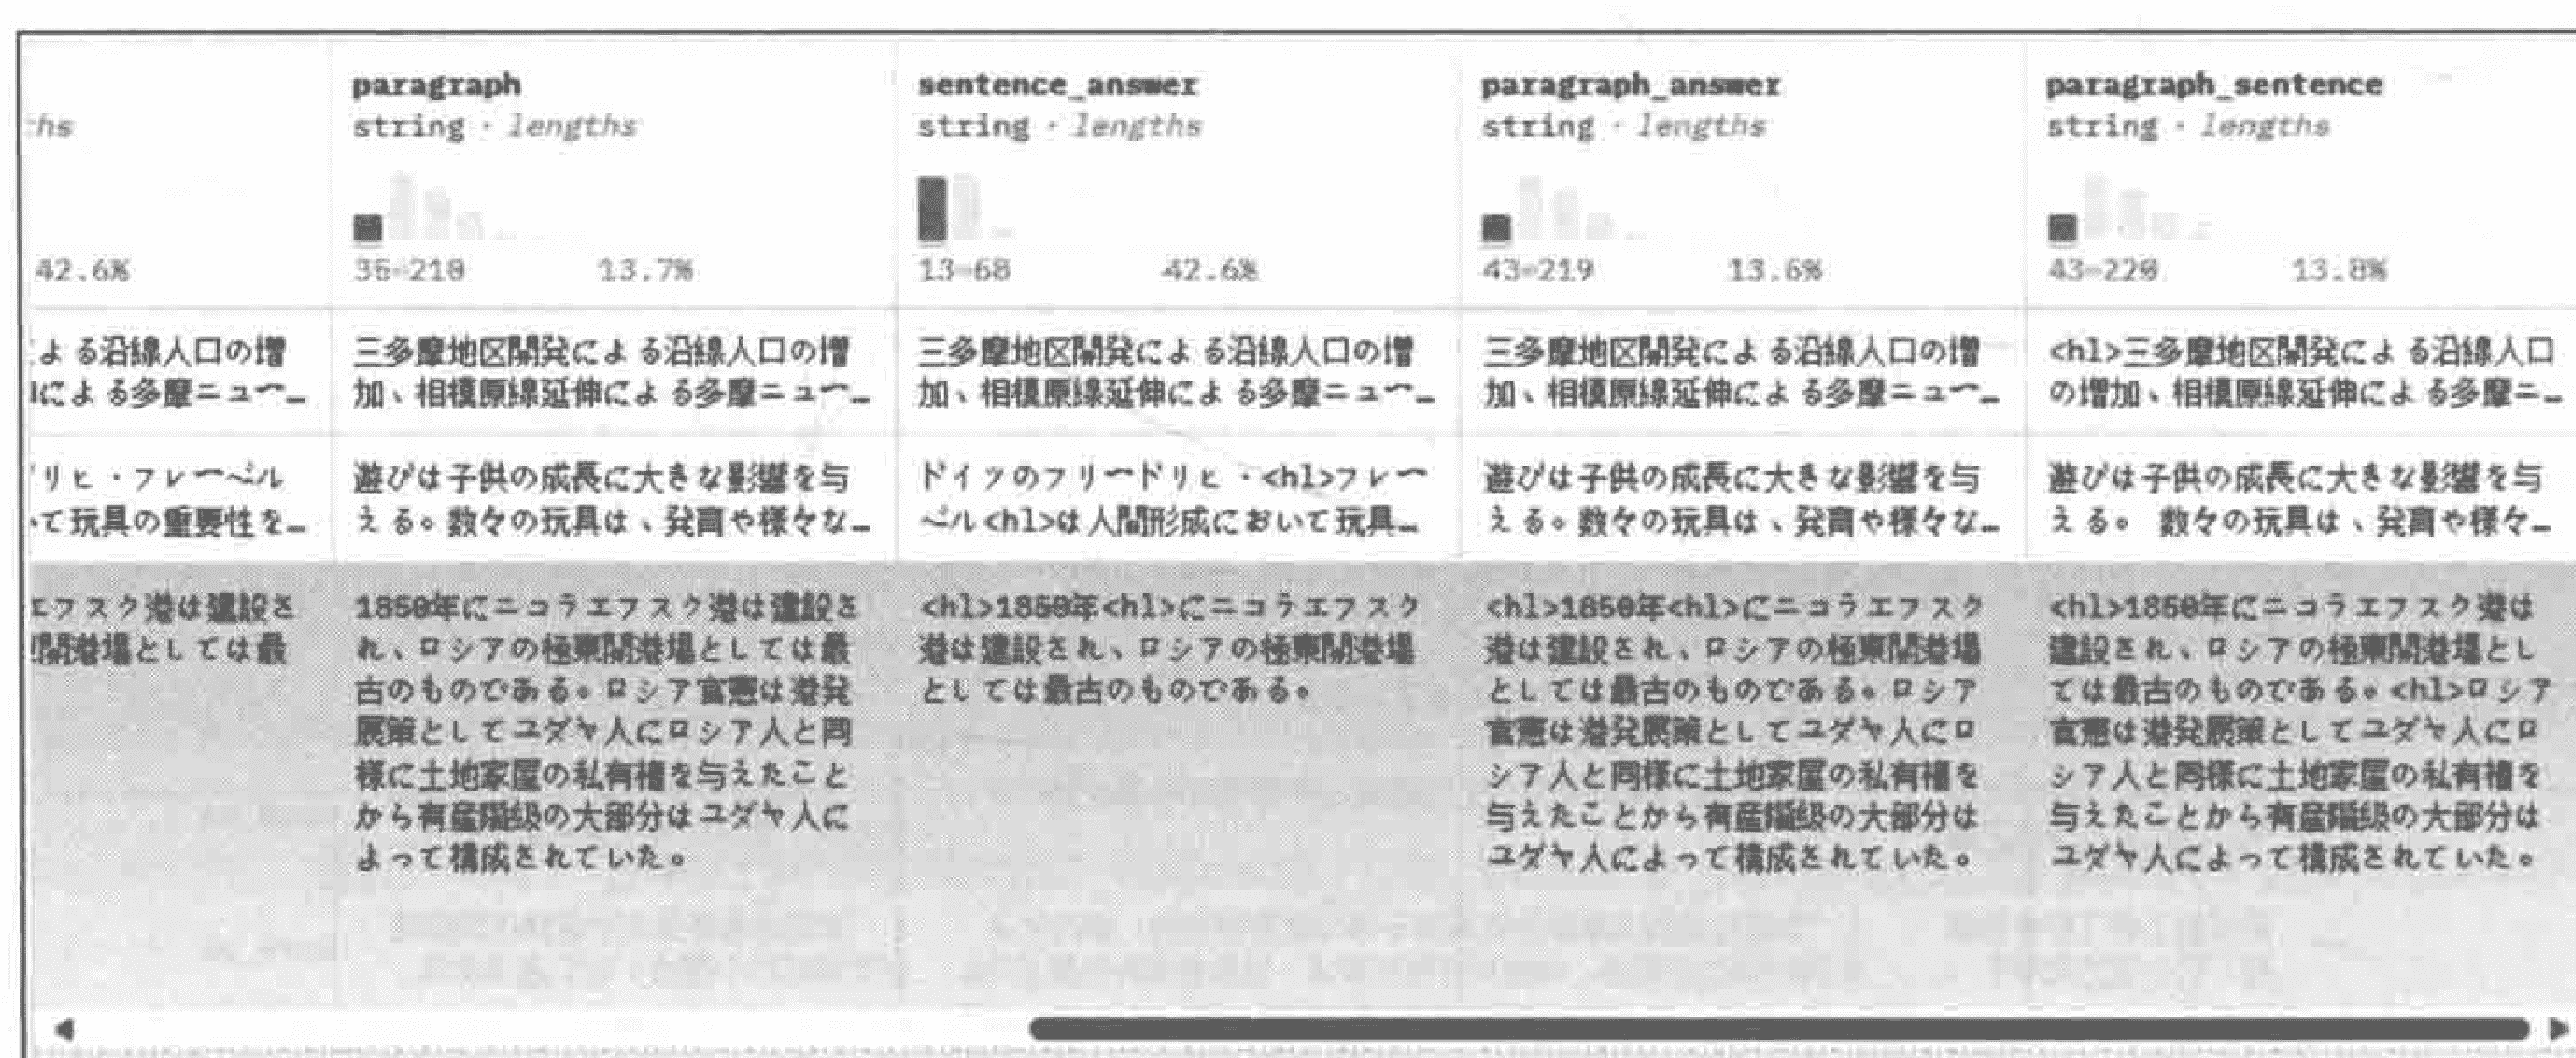 paragraph
sentence_answer
paragraph_answer
paragraph_sentence
string · lengths
string · lengths
string · lengths
string · lengths
42.6%
13.7%
13-68
42.6%
43-219
13.6%
43-220
13.8%
よる沿線人口の増
による多摩ニュー…
三多摩地区開発による沿線人口の増
加、相模原線延伸による多摩ニュー…
三多摩地区開発による沿線人口の増
加、相模原線延伸による多摩ニュー…
三多摩地区開発による沿線人口の増
加、相模原線延伸による多摩ニュー…
<hl>三多摩地区開発による沿線人口
の増加、相模原線延伸による多摩ニ…
リヒ・フレーベル
て玩具の重要性を…
遊びは子供の成長に大きな影響を与
える。数々の玩具は、発育や様々な…
ドイツのフリードリヒ・<hl>フレー
ベル<hl>は人間形成において玩具…
遊びは子供の成長に大きな影響を与
える。数々の玩具は、発育や様々な…
遊びは子供の成長に大きな影響を与
える。 数々の玩具は、発育や様々…
エフスク港は建設さ
開港場としては最
1850年にニコラエフスク港は建設さ
れ、ロシアの極東開港場としては最
古のものである。ロシア官憲は港発
展策としてユダヤ人にロシア人と同
様に土地家屋の私有権を与えたこと
から有産階級の大部分はユダヤ人に
よって構成されていた。
<hl>1850年<hl>にニコラエフスク
港は建設され、ロシアの極東開港場
としては最古のものである。
<hl>1850年<hl>にニコラエフスク
港は建設され、ロシアの極東開港場
としては最古のものである。ロシア
官憲は港発展策としてユダヤ人にロ
シア人と同様に土地家屋の私有権を
与えたことから有産階級の大部分は
ユダヤ人によって構成されていた。
<hl>1850年にニコラエフスク港は
建設され、ロシアの極東開港場とし
ては最古のものである。<hl>ロシア
官憲は港発展策としてユダヤ人にロ
シア人と同様に土地家屋の私有権を
与えたことから有産階級の大部分は
ユダヤ人によって構成されていた。